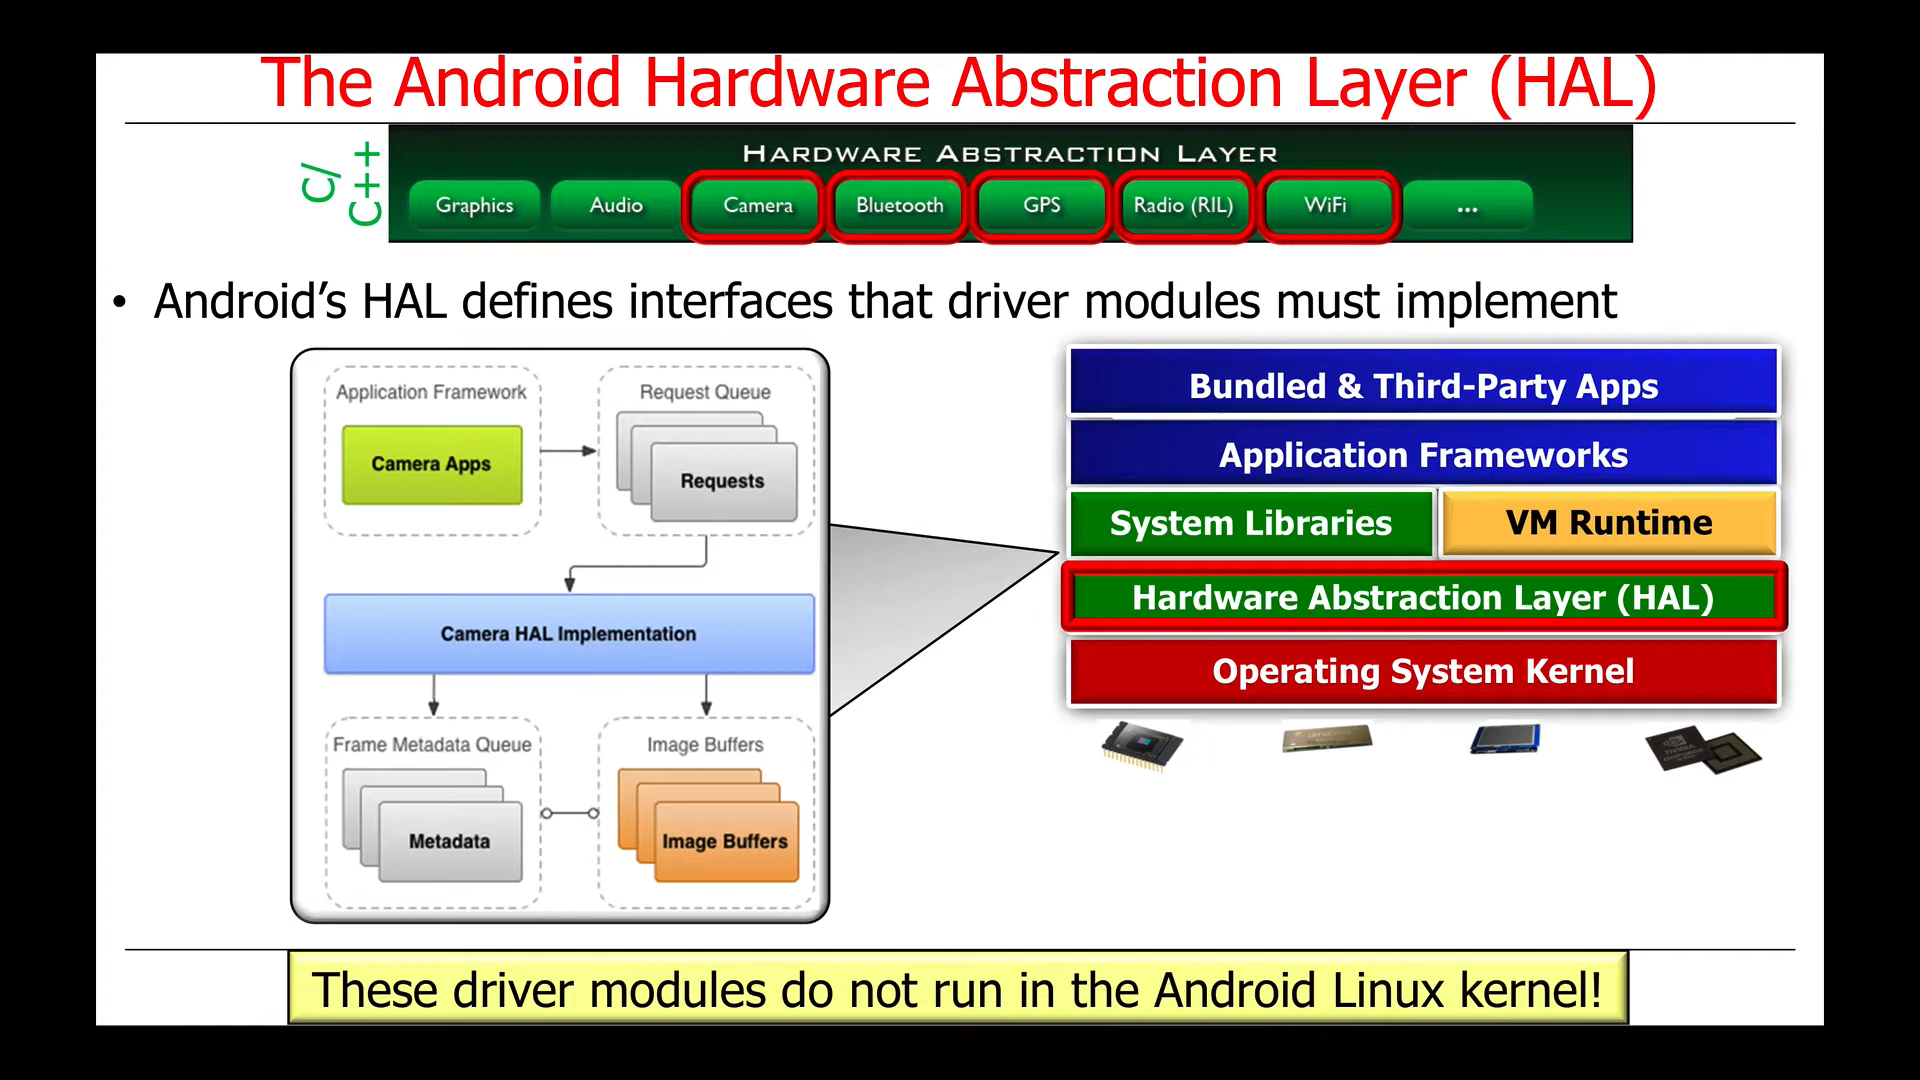 The Android Hardware Abstraction Layer (HAL)
C/
C++
HARDWARE ABSTRACTION LAYER
Graphics
Audio
Camera
Bluetooth
GPS
Radio (RIL)
WiFi
...
• Android’s HAL defines interfaces that driver modules must implement
Application Framework
Camera Apps
Request Queue
Requests
Camera HAL Implementation
Frame Metadata Queue
Metadata
Image Buffers
Image Buffers
Bundled & Third-Party Apps
Application Frameworks
System Libraries
VM Runtime
Hardware Abstraction Layer (HAL)
Operating System Kernel
NVIDIA
These driver modules do not run in the Android Linux kernel!